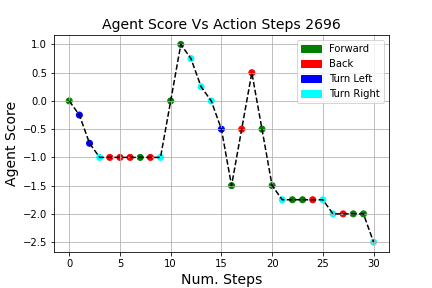 Agent Score Vs Action Steps 2696
Forward
Back
Turn Left
Turn Right
Agent Score
1.0
0.5
0.0
−0.5
−1.0
−1.5
−2.0
−2.5
0 5 10 15 20 25 30
Num. Steps